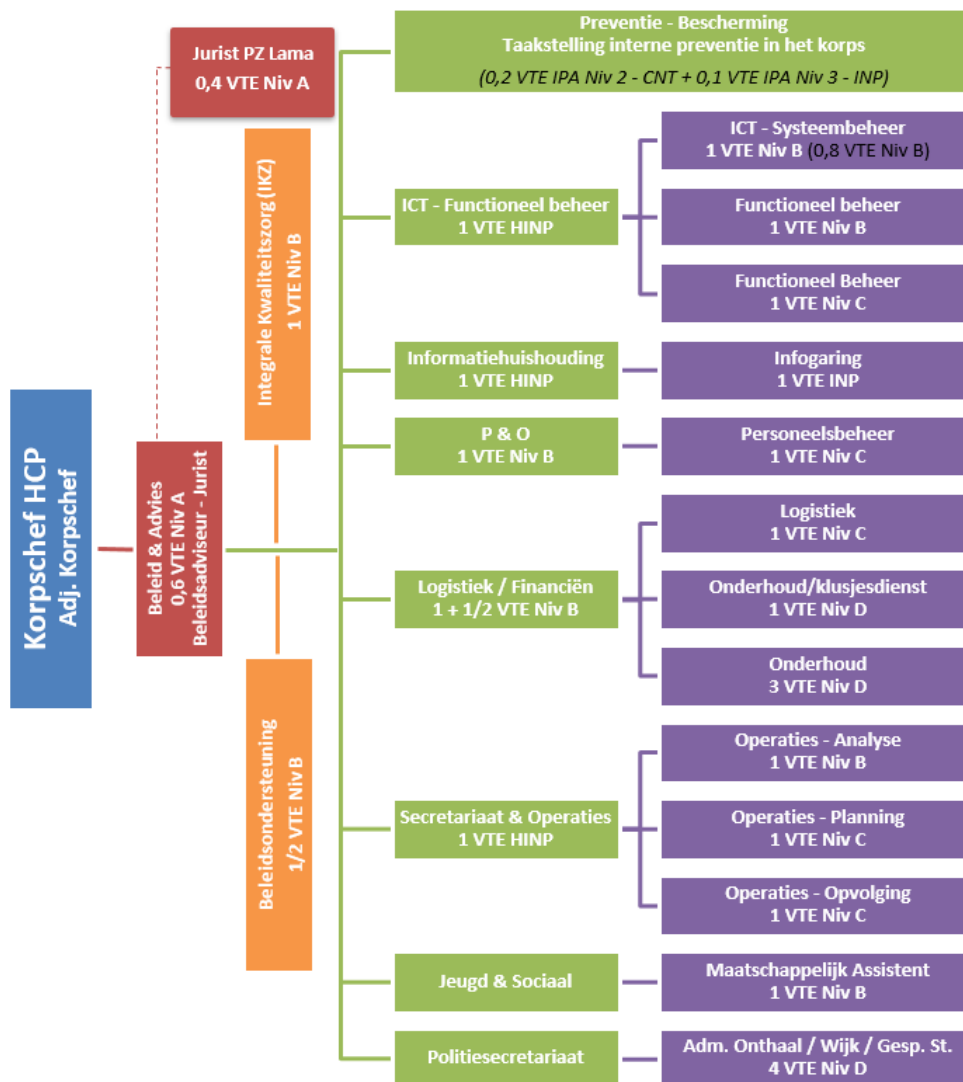 Korpschef HCP
Adj. Korpschef
Beleid & Advies
0,6 VTE Niv A
Beleidsadviseur - Jurist
Jurist PZ Lama
0,4 VTE Niv A
Integrale Kwaliteitszorg (IKZ)
1 VTE Niv B
Beleidsondersteuning
1/2 VTE Niv B
Preventie - Bescherming
Taakstelling interne preventie in het korps
(0,2 VTE IPA Niv 2 - CNT + 0,1 VTE IPA Niv 3 - INP)
ICT - Functioneel beheer
1 VTE HINP
ICT - Systeembeheer
1 VTE Niv B (0,8 VTE Niv B)
Functioneel beheer
1 VTE Niv B
Functioneel Beheer
1 VTE Niv C
Informatiehuishouding
1 VTE HINP
Infogaring
1 VTE INP
P & O
1 VTE Niv B
Personeelsbeheer
1 VTE Niv C
Logistiek / Financiën
1 + 1/2 VTE Niv B
Logistiek
1 VTE Niv C
Onderhoud/klusjesdienst
1 VTE Niv D
Onderhoud
3 VTE Niv D
Secretariaat & Operaties
1 VTE HINP
Operaties - Analyse
1 VTE Niv B
Operaties - Planning
1 VTE Niv C
Operaties - Opvolging
1 VTE Niv C
Jeugd & Sociaal
Maatschappelijk Assistent
1 VTE Niv B
Politiesecretariaat
Adm. Onthaal / Wijk / Gesp. St.
4 VTE Niv D